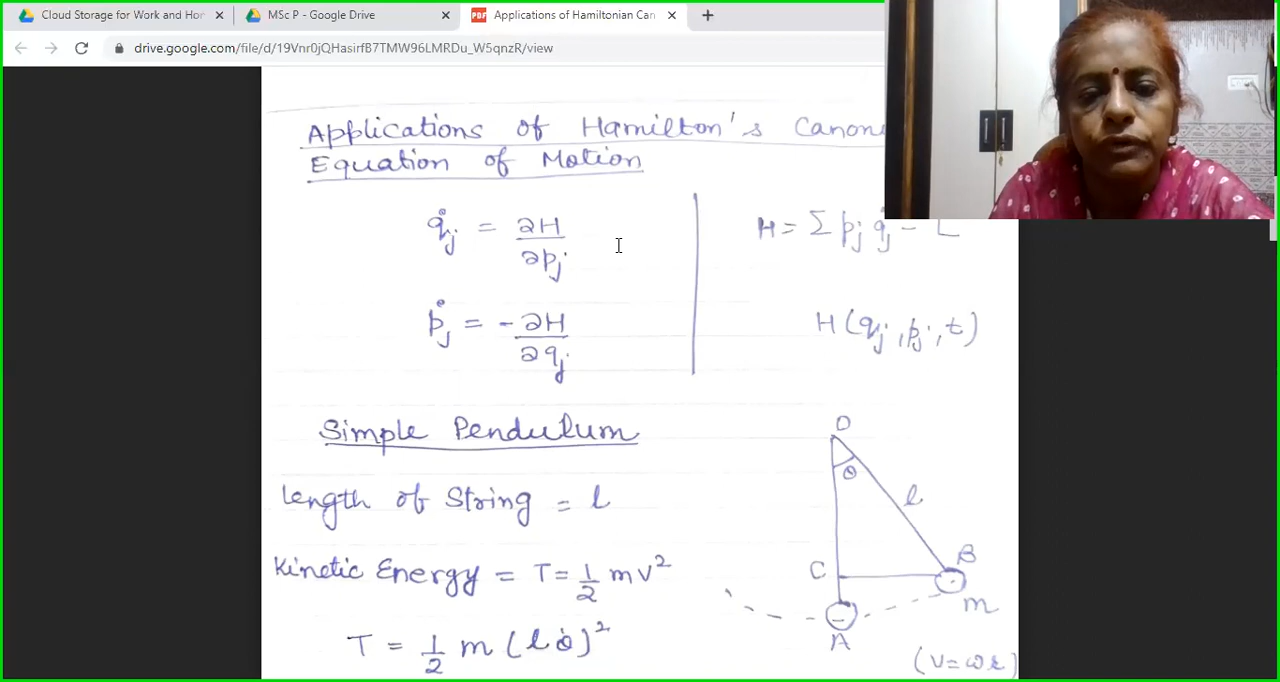 Cloud Storage for Work and Hor
MSc P - Google Drive
PDF
Applications of Hamiltonian Can
drive.google.com/file/d/19Vnr0jQHasirfB7TMW96LMRDu_W5qnzR/view
Applications of Hamilton's Canon
Equation of Motion
q̇j = ∂H/∂pj
H = Σ pj q̇j - L
ṗj = -∂H/∂qj
H (qj, pj, t)
Simple Pendulum
O
θ
l
Length of String = l
B
C
m
Kinetic Energy = T = 1/2 mv²
A
T = 1/2 m (lθ̇)²
(v=ωr)